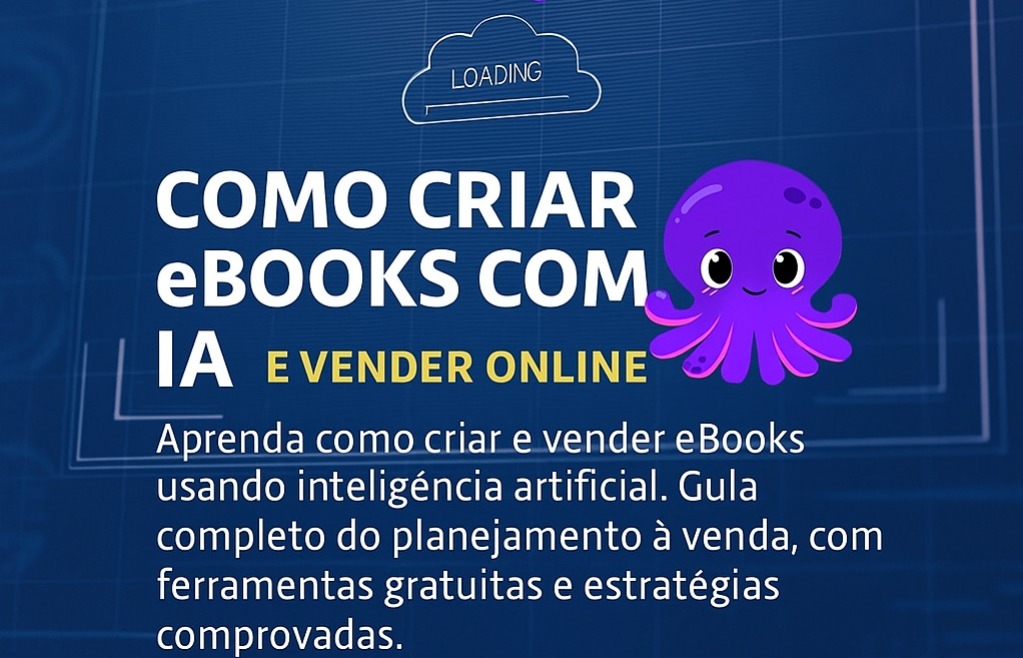 LOADING
COMO CRIAR
eBOOKS COM
IA E VENDER ONLINE
Aprenda como criar e vender eBooks
usando inteligéncia artificial. Gula
completo do planejamento à venda, com
ferramentas gratuitas e estratégias
comprovadas.